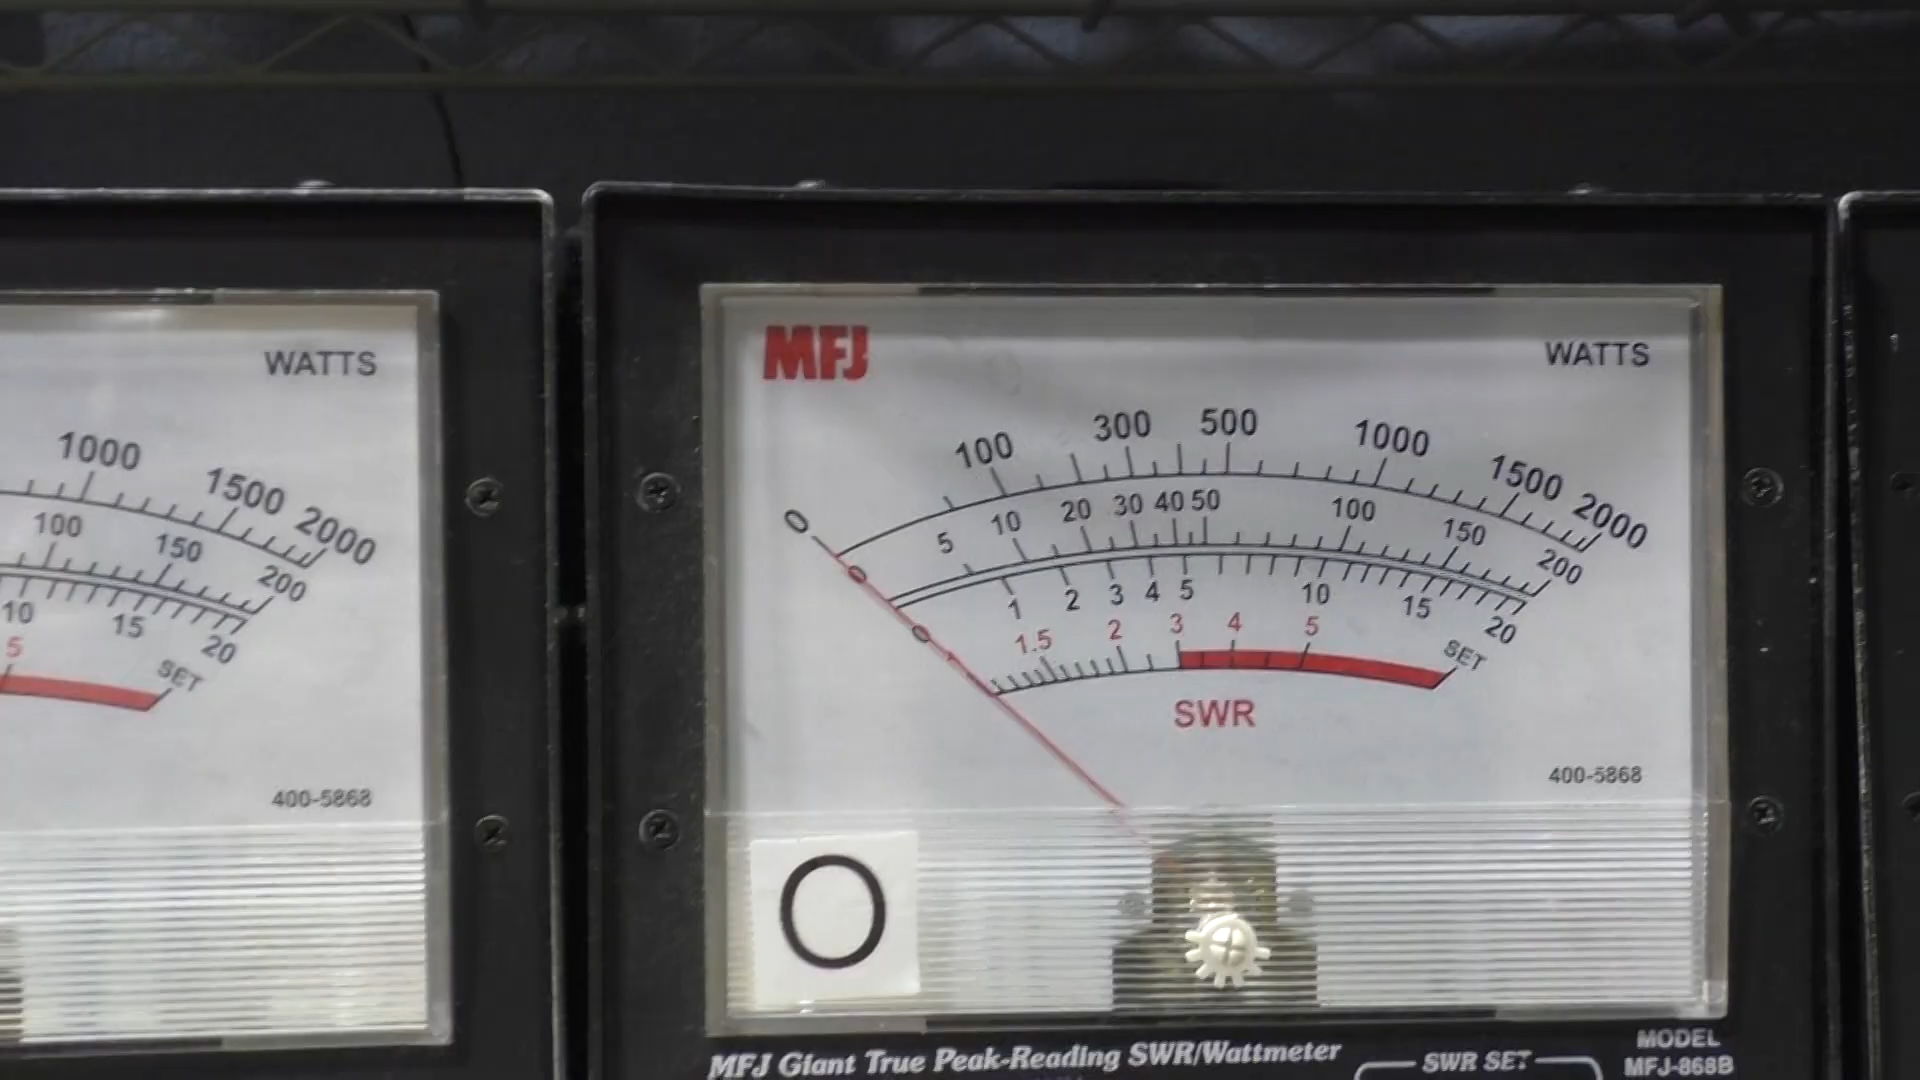 WATTS
1000
1500
2000
100
150
200
10
15
20
5
SET
400-5868
MFJ
WATTS
0 100 300 500 1000 1500 2000
0 5 10 20 30 40 50 100 150 200
0 1 2 3 4 5 10 15 20
1.5 2 3 4 5 SET
SWR
400-5868
O
MFJ Giant True Peak-Reading SWR/Wattmeter
SWR SET
MODEL
MFJ-868B